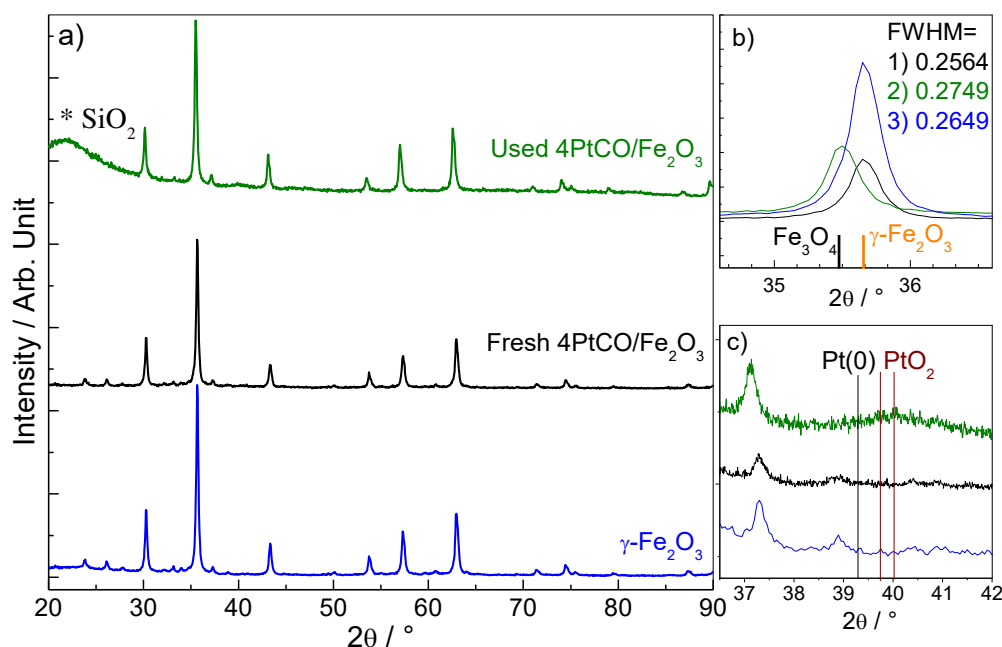 a)
* SiO₂
Used 4PtCO/Fe₂O₃
Fresh 4PtCO/Fe₂O₃
γ-Fe₂O₃
Intensity / Arb. Unit
20 30 40 50 60 70 80 90
2θ / °
b)
FWHM=
1) 0.2564
2) 0.2749
3) 0.2649
Fe₃O₄
γ-Fe₂O₃
35 36
2θ / °
c)
Pt(0) PtO₂
37 38 39 40 41 42
2θ / °